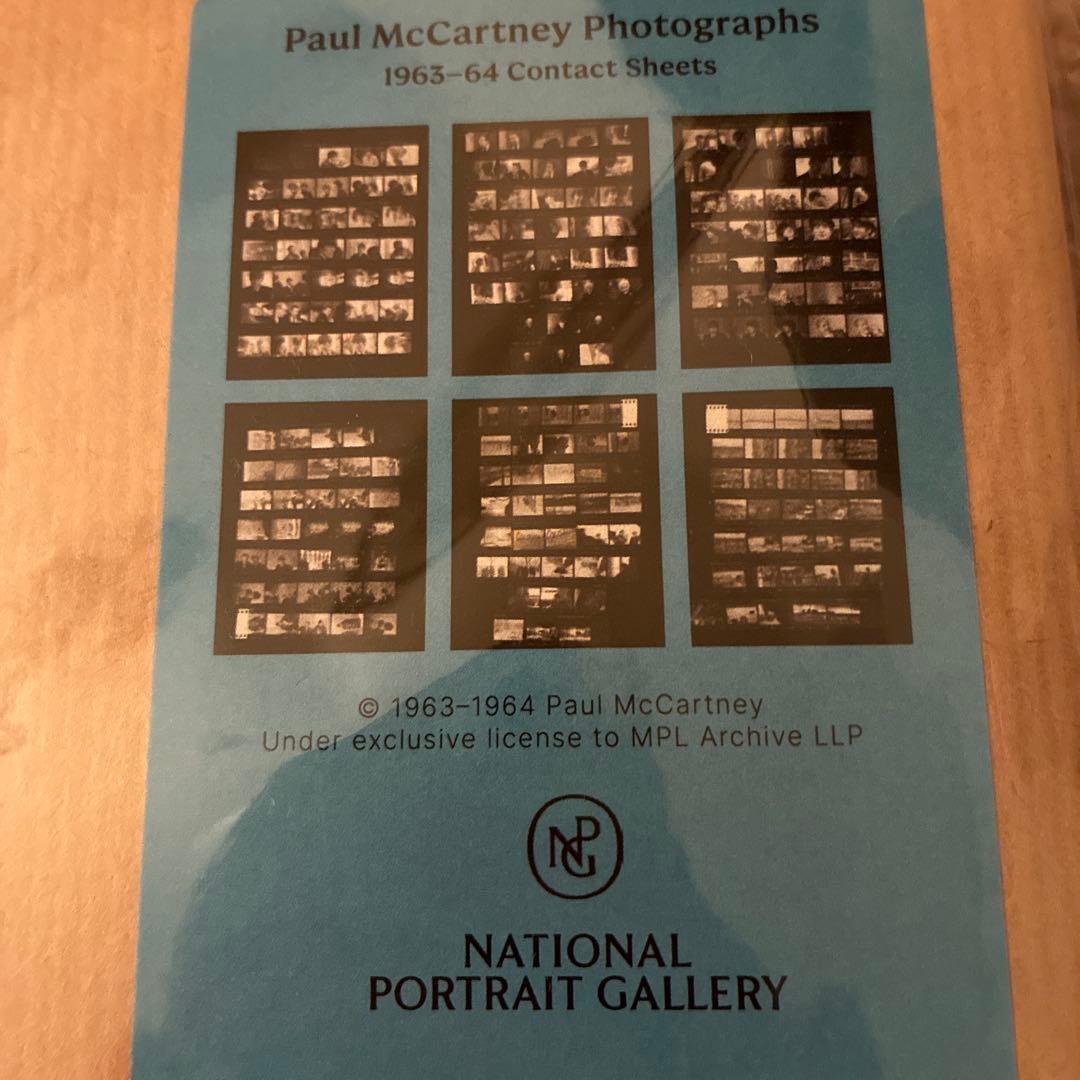 Paul McCartney Photographs
1963–64 Contact Sheets
© 1963–1964 Paul McCartney
Under exclusive license to MPL Archive LLP
NPG
NATIONAL
PORTRAIT GALLERY